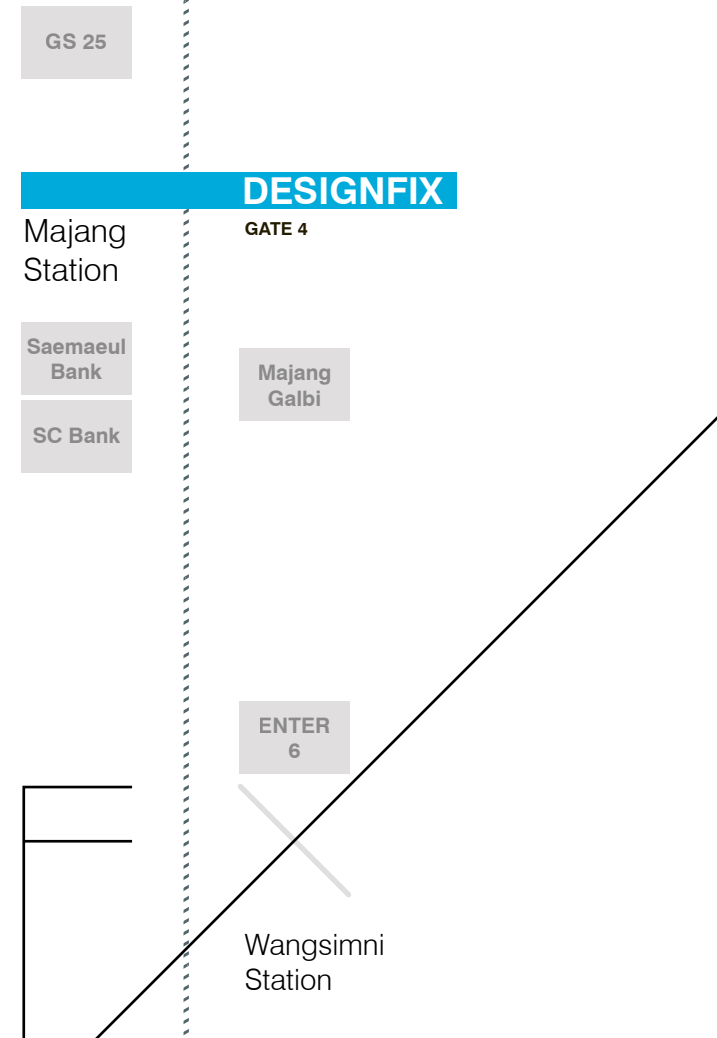 GS 25
DESIGNFIX
GATE 4
Majang
Station
Saemaeul
Bank
Majang
Galbi
SC Bank
ENTER
6
Wangsimni
Station